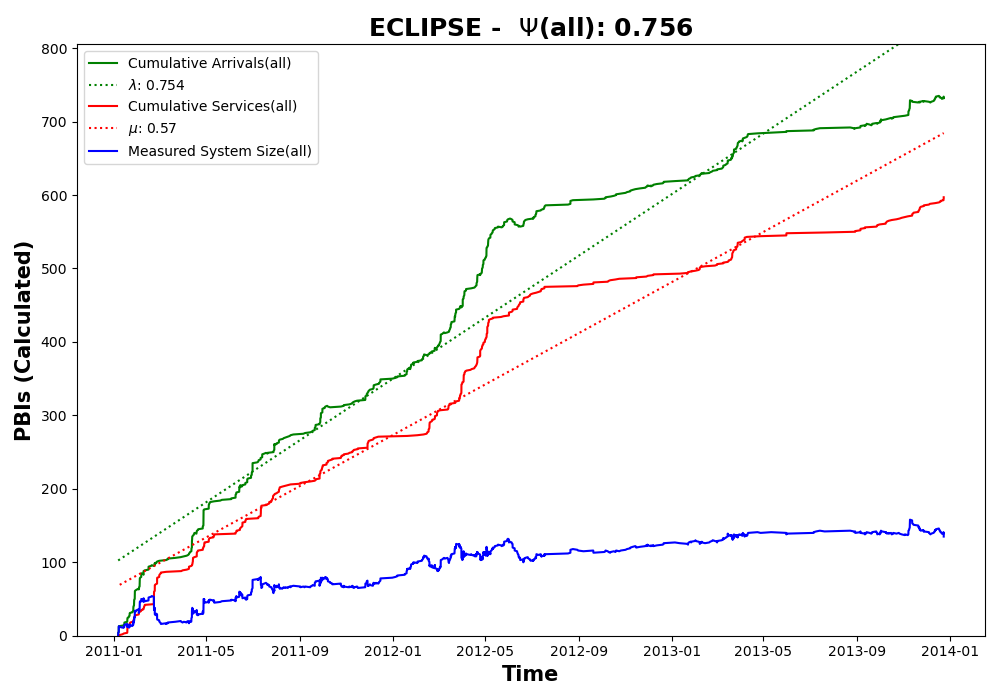 ECLIPSE - Ψ(all): 0.756
Cumulative Arrivals(all)
λ: 0.754
Cumulative Services(all)
μ: 0.57
Measured System Size(all)
PBIs (Calculated)
800
700
600
500
400
300
200
100
0
2011-01 2011-05 2011-09 2012-01 2012-05 2012-09 2013-01 2013-05 2013-09 2014-01
Time